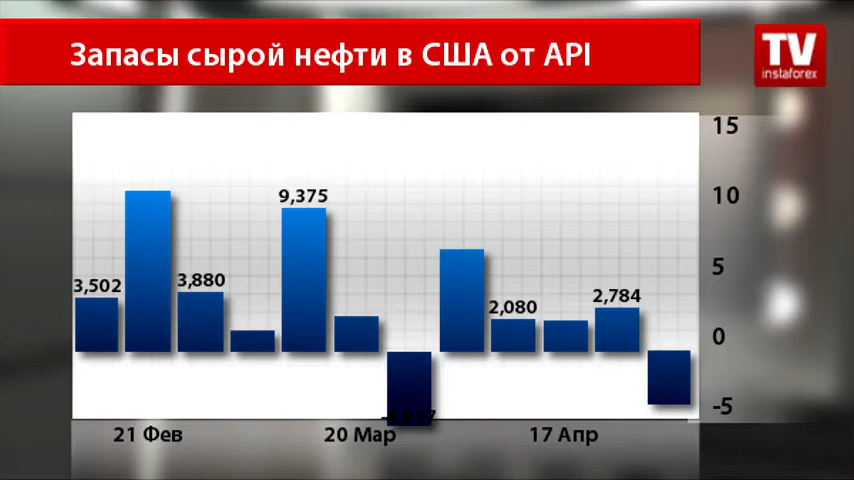 Запасы сырой нефти в США от API
TV
instaforex
15
10
5
0
-5
3,502
3,880
9,375
2,080
2,784
21 Фев
20 Мар
17 Апр